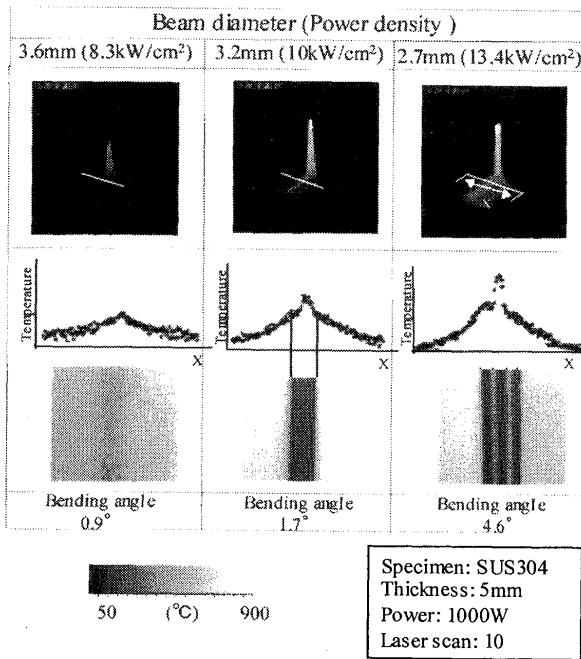 Beam diameter (Power density )
3.6mm (8.3kW/cm²) 3.2mm (10kW/cm²) 2.7mm (13.4kW/cm²)
Temperature Temperature Temperature
X X X
Bending angle Bending angle Bending angle
0.9° 1.7° 4.6°
50 (℃) 900
Specimen: SUS304
Thickness: 5mm
Power: 1000W
Laser scan: 10